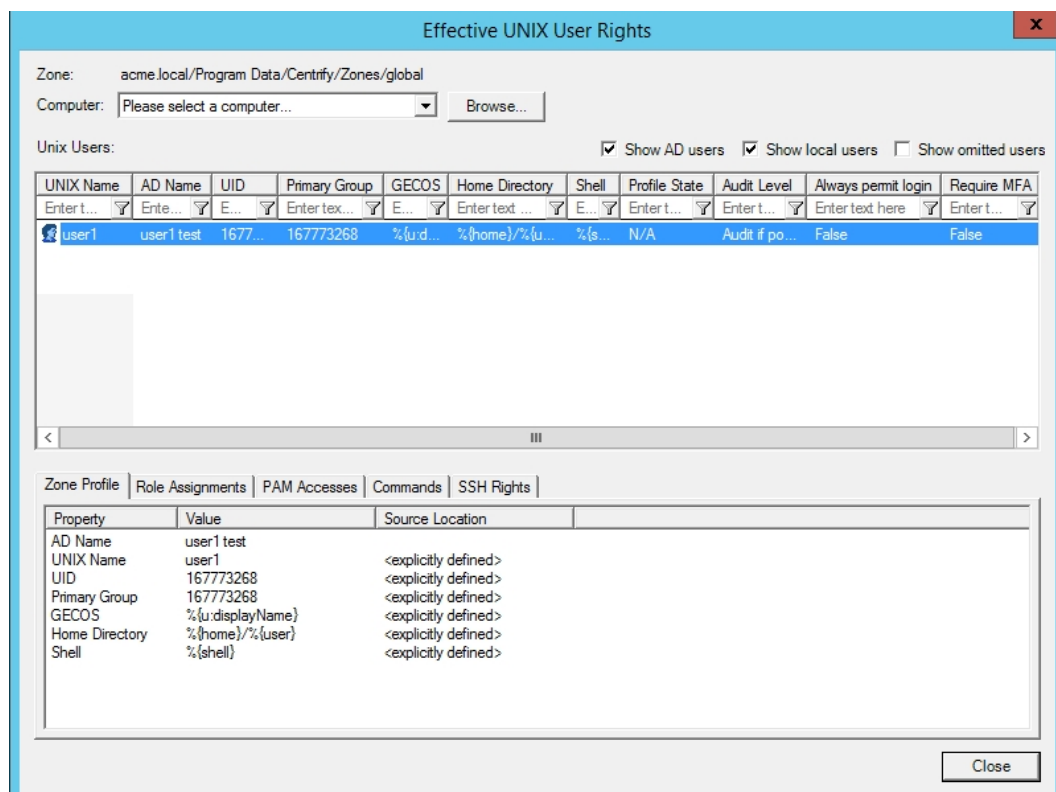 Effective UNIX User Rights
x
Zone: acme.local/Program Data/Centrify/Zones/global
Computer: Please select a computer... Browse...
Unix Users: Show AD users Show local users Show omitted users
UNIX Name AD Name UID Primary Group GECOS Home Directory Shell Profile State Audit Level Always permit login Require MFA
Enter t... Ente... E... Enter tex... E... Enter text ... E... Enter t... Enter t... Enter text here Enter t...
user1 user1 test 1677... 167773268 %{u:d... %{home}/%{u... %{s... N/A Audit if po... False False
Zone Profile Role Assignments PAM Accesses Commands SSH Rights
Property Value Source Location
AD Name user1 test
UNIX Name user1 <explicitly defined>
UID 167773268 <explicitly defined>
Primary Group 167773268 <explicitly defined>
GECOS %{u:displayName} <explicitly defined>
Home Directory %{home}/%{user} <explicitly defined>
Shell %{shell} <explicitly defined>
Close